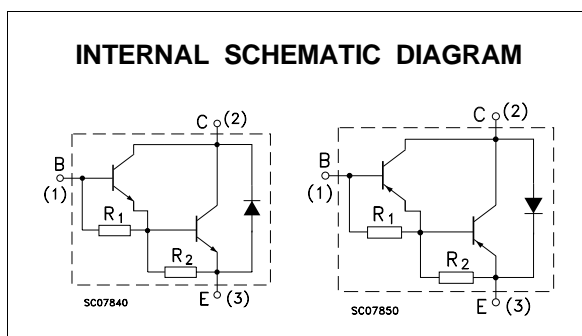 INTERNAL SCHEMATIC DIAGRAM
C (2)
B
(1)
R1
R2
E (3)
SC07840
C (2)
B
(1)
R1
R2
E (3)
SC07850